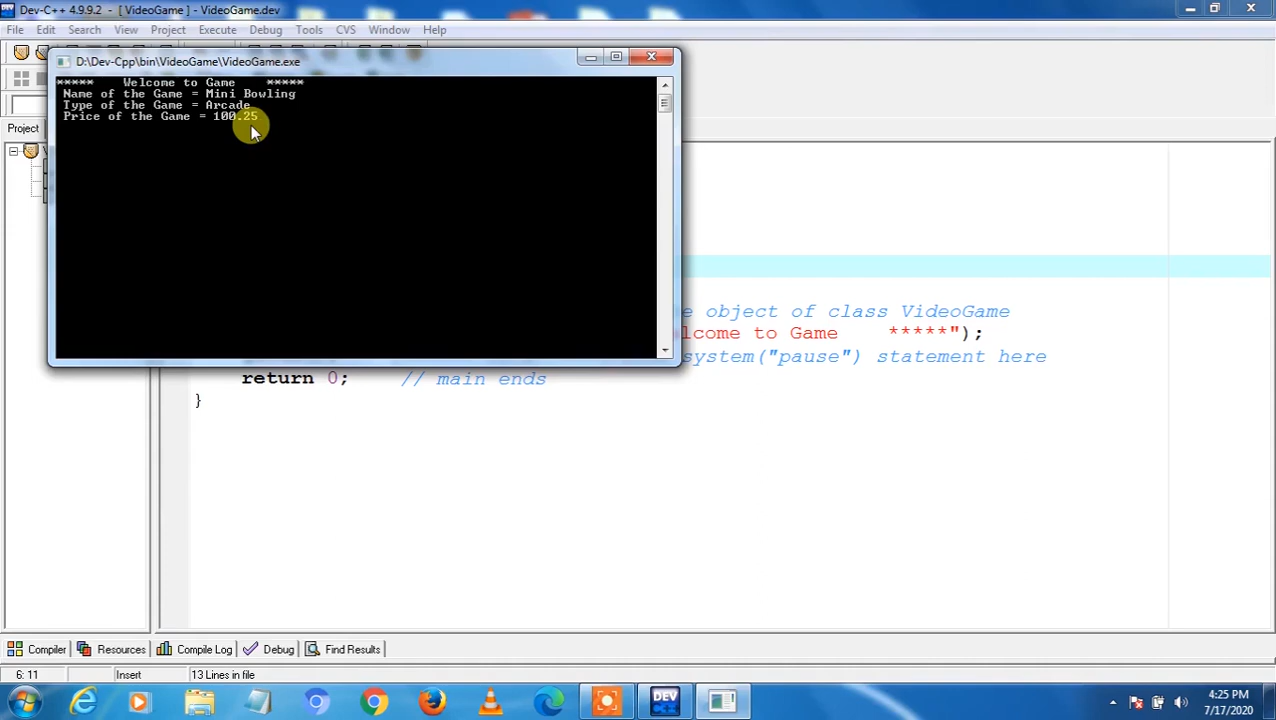 Dev-C++ 4.9.9.2 - [ VideoGame ] - VideoGame.dev
File Edit Search View Project Execute Debug Tools CVS Window Help
D:\Dev-Cpp\bin\VideoGame\VideoGame.exe
***** Welcome to Game *****
Name of the Game = Mini Bowling
Type of the Game = Arcade
Price of the Game = 100.25
Project
e object of class VideoGame
lcome to Game *****");
system("pause") statement here
return 0; // main ends
}
Compiler Resources Compile Log Debug Find Results
6: 11 Insert 13 Lines in file
4:25 PM
7/17/2020